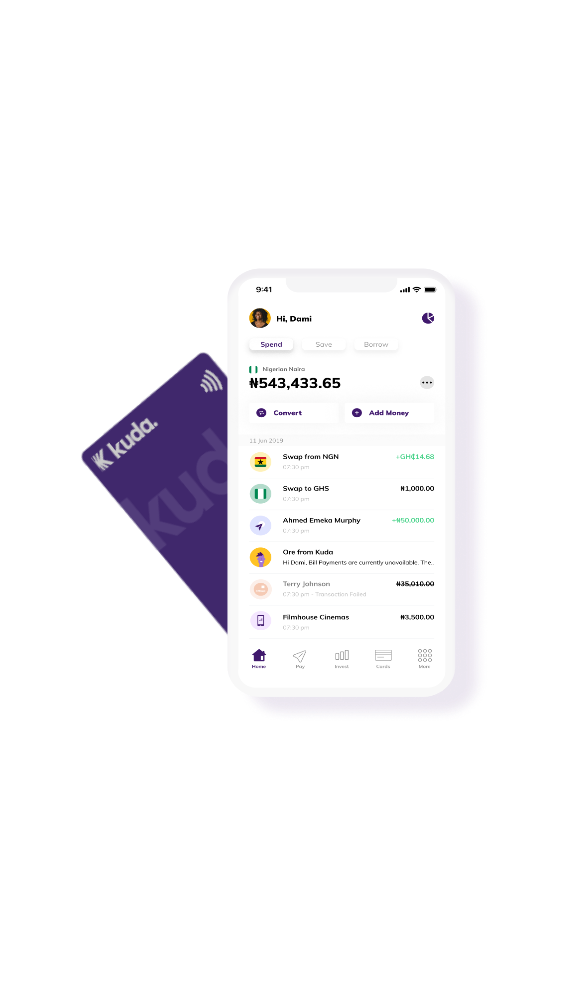 kuda.
kuda
9:41
Hi, Dami
Spend
Save
Borrow
Nigerian Naira
₦543,433.65
Convert
Add Money
11 Jun 2019
Swap from NGN
+GH₵14.68
07:30 pm
Swap to GHS
₦1,000.00
07:30 pm
Ahmed Emeka Murphy
+₦50,000.00
07:30 pm
Ore from Kuda
Hi Dami, Bill Payments are currently unavailable. The..
Terry Johnson
₦35,010.00
07:30 pm - Transaction Failed
Filmhouse Cinemas
₦3,500.00
07:30 pm
Home
Pay
Invest
Cards
More